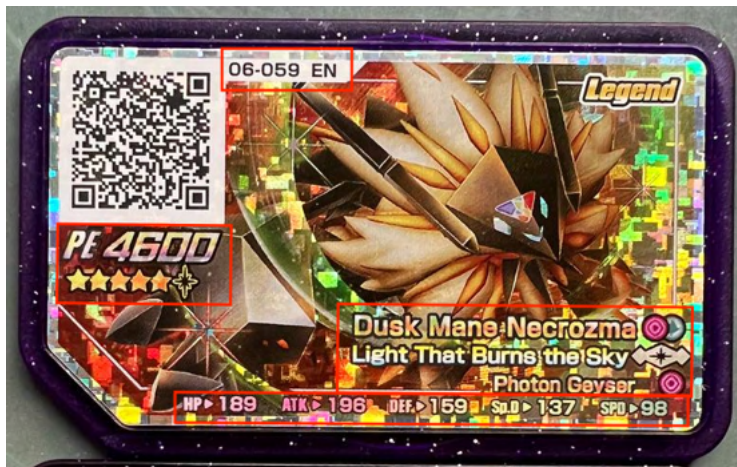 06-059 EN
Legend
PE 4600
Dusk Mane Necrozma
Light That Burns the Sky
Photon Geyser
HP▶189 ATK▶196 DEF.▶159 Sp.D▶137 SPD▶98